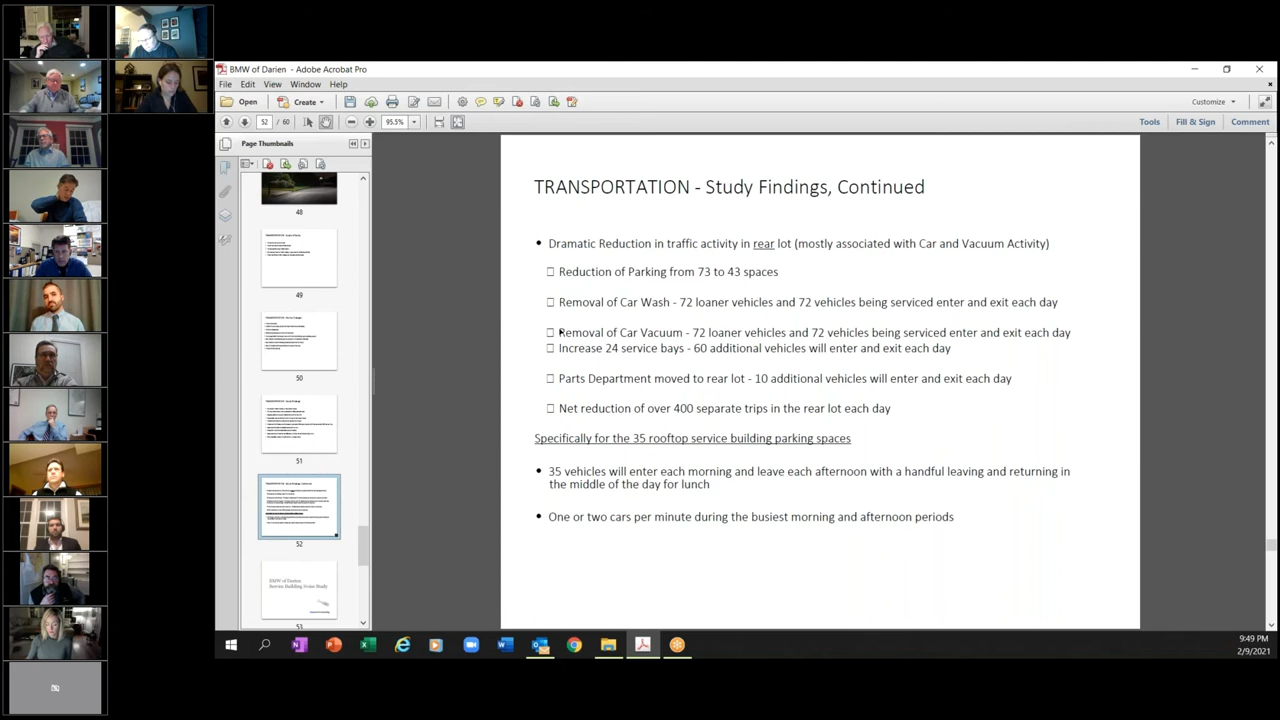 BMW of Darien - Adobe Acrobat Pro
File Edit View Window Help
Open Create Customize
52 / 60 95.5% Tools Fill & Sign Comment
Page Thumbnails
48
49
50
51
52
BMW of Darien
Service Building Noise Study
53
TRANSPORTATION - Study Findings, Continued
• Dramatic Reduction in traffic activity in rear lot (mostly associated with Car and Vacuum Activity)
□ Reduction of Parking from 73 to 43 spaces
□ Removal of Car Wash - 72 loaner vehicles and 72 vehicles being serviced enter and exit each day
□ Removal of Car Vacuum - 72 loaner vehicles and 72 vehicles being serviced enter and exit each day
□ Increase 24 service bays - 60 additional vehicles will enter and exit each day
□ Parts Department moved to rear lot - 10 additional vehicles will enter and exit each day
□ Net reduction of over 400 separate trips in the rear lot each day
Specifically for the 35 rooftop service building parking spaces
• 35 vehicles will enter each morning and leave each afternoon with a handful leaving and returning in
the middle of the day for lunch
• One or two cars per minute during the busiest morning and afternoon periods
9:49 PM
2/9/2021